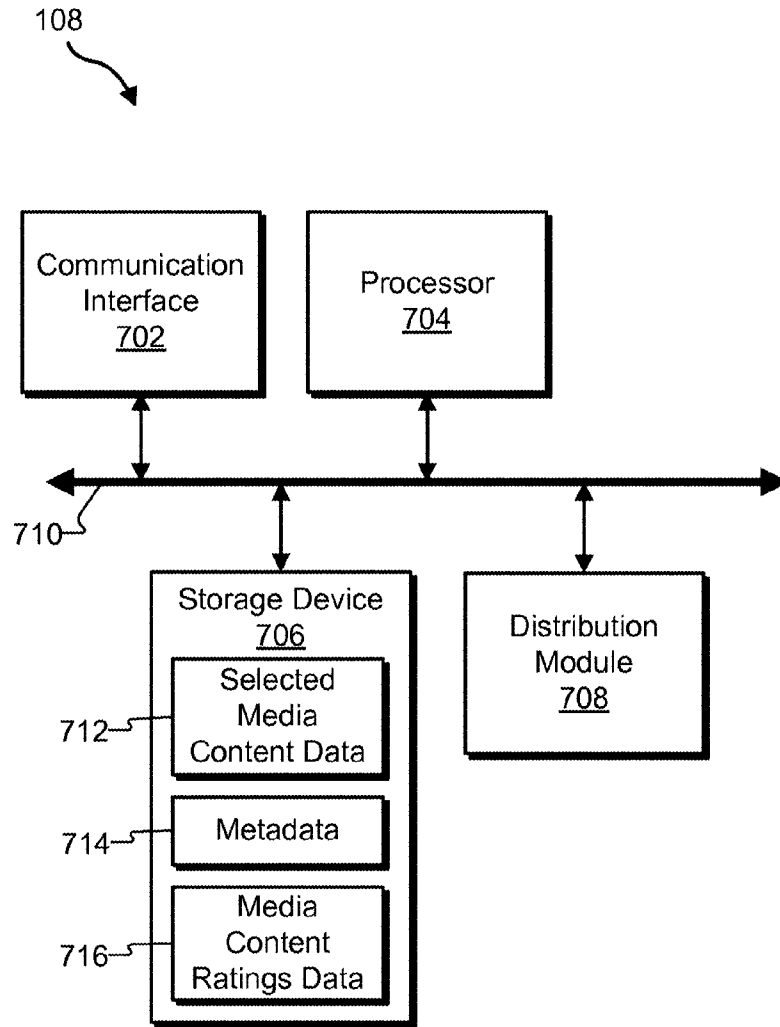 108
Communication
Interface
702
Processor
704
710
Storage Device
706
Distribution
Module
708
712
Selected
Media
Content Data
714
Metadata
716
Media
Content
Ratings Data